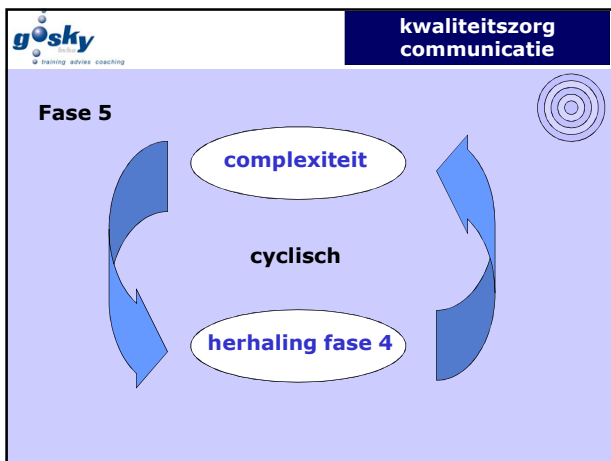 gosky
training advies coaching
kwaliteitszorg
communicatie
Fase 5
complexiteit
cyclisch
herhaling fase 4